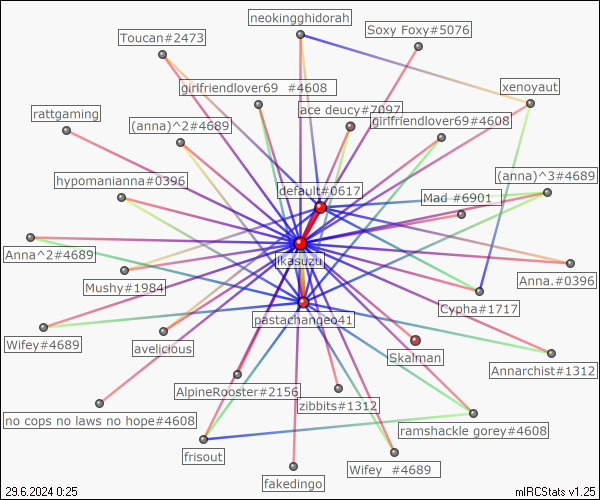 neokingghidorah
Soxy Foxy#5076
Toucan#2473
girlfriendlover69  #4608
xenoyaut
rattgaming
ace deucy#7097
(anna)^2#4689
girlfriendlover69#4608
hypomanianna#0396
(anna)^3#4689
default#0617
Mad #6901
Anna^2#4689
ikasuzu
Mushy#1984
Anna.#0396
Cypha#1717
pastachangeo41
Wifey#4689
avelicious
Skalman
Annarchist#1312
AlpineRooster#2156
zibbits#1312
no cops no laws no hope#4608
ramshackle gorey#4608
frisout
Wifey  #4689
fakedingo
29.6.2024 0:25
mIRCStats v1.25